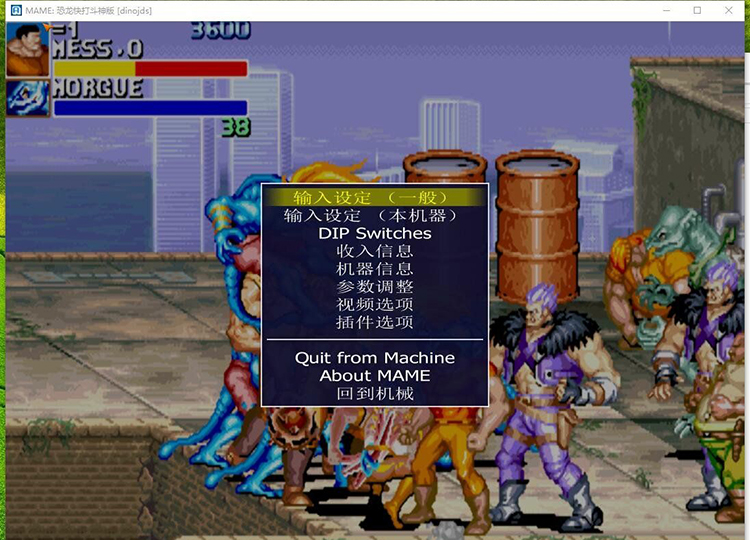 MAME: 恐龙快打斗神版 [dinojds]
=1
3600
MESS.O
MORGUE
38
输入设定 （一般）
输入设定 （本机器）
DIP Switches
收入信息
机器信息
参数调整
视频选项
插件选项
Quit from Machine
About MAME
回到机械